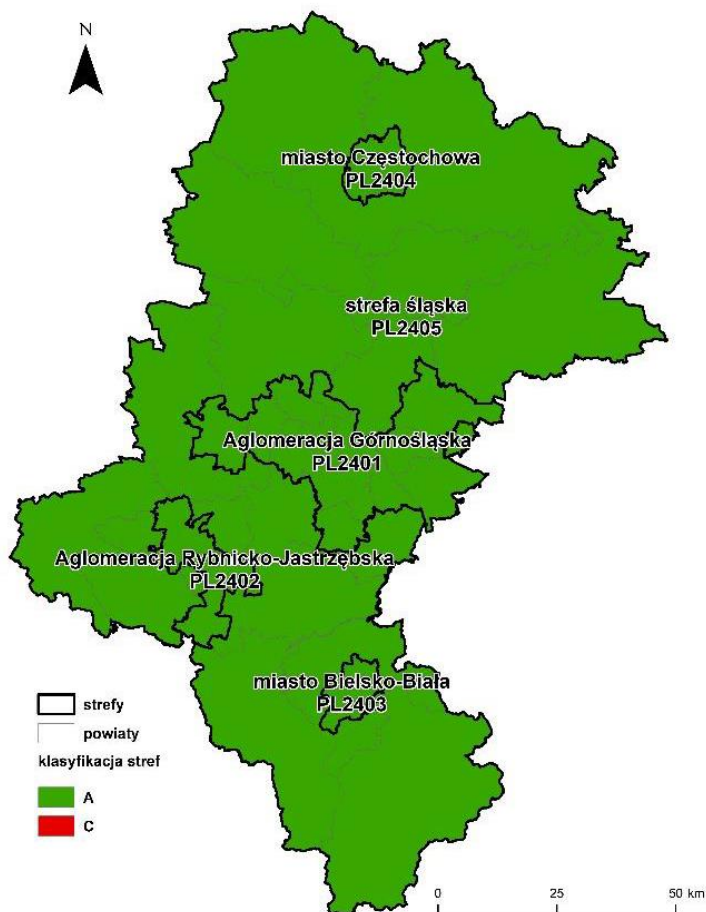 N
miasto Częstochowa
PL2404
strefa śląska
PL2405
Aglomeracja Górnośląska
PL2401
Aglomeracja Rybnicko-Jastrzębska
PL2402
miasto Bielsko-Biała
PL2403
strefy
powiaty
klasyfikacja stref
A
C
0 25 50 km